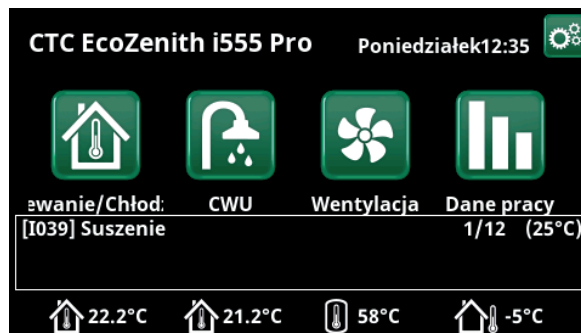 CTC EcoZenith i555 Pro Poniedziałek12:35
ewanie/Chłodz CWU Wentylacja Dane pracy
[I039] Suszenie 1/12 (25°C)
22.2°C 21.2°C 58°C -5°C